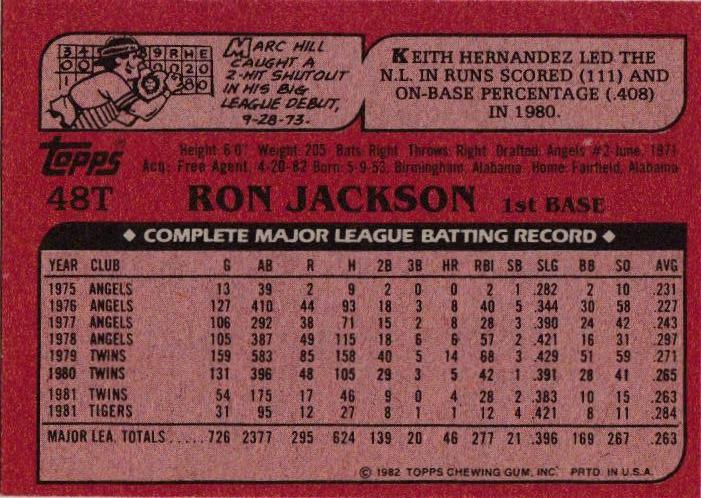 3 4 5 6 7 8 9 R H E
MARC HILL
CAUGHT A
2-HIT SHUTOUT
IN HIS BIG
LEAGUE DEBUT,
9-28-73.
KEITH HERNANDEZ LED THE
N.L. IN RUNS SCORED (111) AND
ON-BASE PERCENTAGE (.408)
IN 1980.
Topps®
Height: 6'0" Weight: 205 Bats: Right Throws: Right Drafted: Angels #2-June, 1971
Acq: Free Agent, 4-20-82 Born: 5-9-53, Birmingham, Alabama Home: Fairfield, Alabama
48T RON JACKSON 1st BASE
◆ COMPLETE MAJOR LEAGUE BATTING RECORD ◆
YEAR CLUB G AB R H 2B 3B HR RBI SB SLG BB SO AVG
1975 ANGELS 13 39 2 9 2 0 0 2 1 .282 2 10 .231
1976 ANGELS 127 410 44 93 18 3 8 40 5 .344 30 58 .227
1977 ANGELS 106 292 38 71 15 2 8 28 3 .390 24 42 .243
1978 ANGELS 105 387 49 115 18 6 6 57 2 .421 16 31 .297
1979 TWINS 159 583 85 158 40 5 14 68 3 .429 51 59 .271
1980 TWINS 131 396 48 105 29 3 5 42 1 .391 28 41 .265
1981 TWINS 54 175 17 46 9 0 4 28 2 .383 10 15 .263
1981 TIGERS 31 95 12 27 8 1 1 12 4 .421 8 11 .284
MAJOR LEA. TOTALS.....726 2377 295 624 139 20 46 277 21 .396 169 267 .263
© 1982 TOPPS CHEWING GUM, INC. PRTD. IN U.S.A.